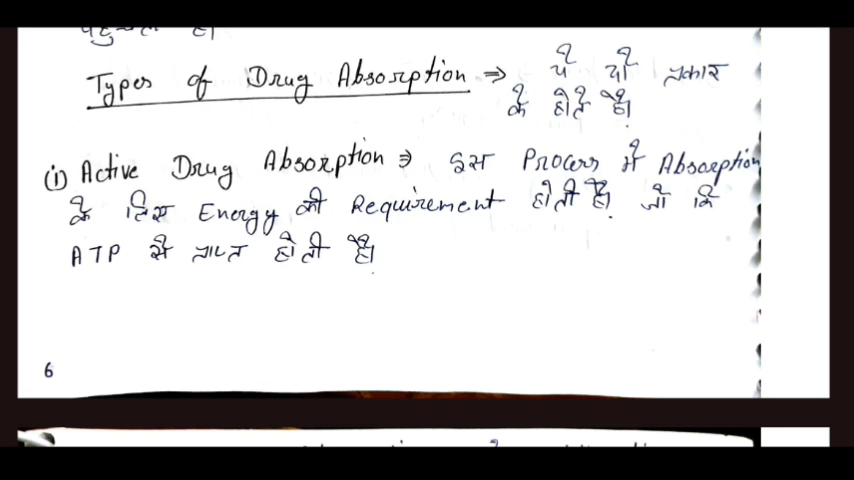 Types of Drug Absorption ⇒ ये दो प्रकार
के होते है।
(i) Active Drug Absorption ⇒ इस Process में Absorption
के लिए Energy की Requirement होती है। जो कि
ATP से प्राप्त होती है।
6